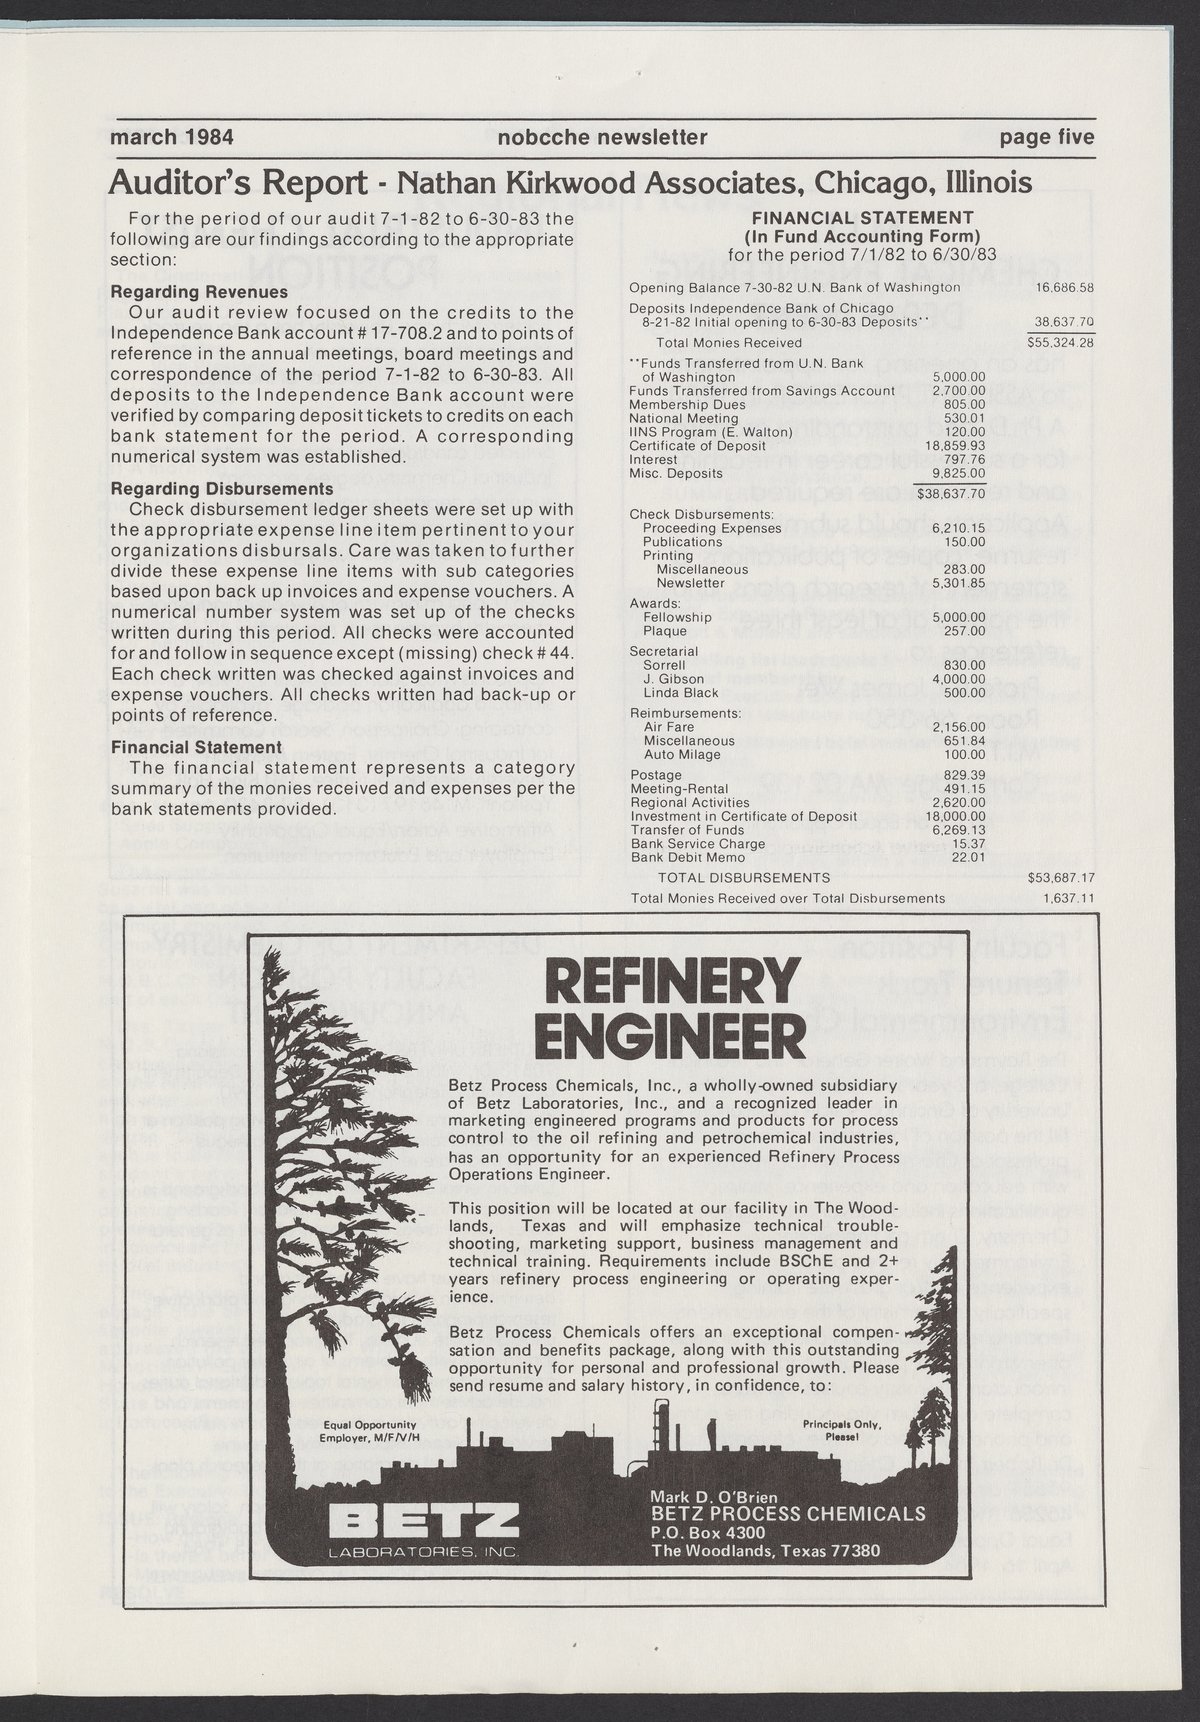 march 1984 nobcche newsletter page five
Auditor's Report - Nathan Kirkwood Associates, Chicago, Illinois
For the period of our audit 7-1-82 to 6-30-83 the
following are our findings according to the appropriate
section:
Regarding Revenues
Our audit review focused on the credits to the
Independence Bank account # 17-708.2 and to points of
reference in the annual meetings, board meetings and
correspondence of the period 7-1-82 to 6-30-83. All
deposits to the Independence Bank account were
verified by comparing deposit tickets to credits on each
bank statement for the period. A corresponding
numerical system was established.
Regarding Disbursements
Check disbursement ledger sheets were set up with
the appropriate expense line item pertinent to your
organizations disbursals. Care was taken to further
divide these expense line items with sub categories
based upon back up invoices and expense vouchers. A
numerical number system was set up of the checks
written during this period. All checks were accounted
for and follow in sequence except (missing) check # 44.
Each check written was checked against invoices and
expense vouchers. All checks written had back-up or
points of reference.
Financial Statement
The financial statement represents a category
summary of the monies received and expenses per the
bank statements provided.
FINANCIAL STATEMENT
(In Fund Accounting Form)
for the period 7/1/82 to 6/30/83
Opening Balance 7-30-82 U.N. Bank of Washington 16.686.58
Deposits Independence Bank of Chicago
8-21-82 Initial opening to 6-30-83 Deposits** 38,637.70
Total Monies Received $55,324.28
**Funds Transferred from U.N. Bank
of Washington 5,000.00
Funds Transferred from Savings Account 2,700.00
Membership Dues 805.00
National Meeting 530.01
IINS Program (E. Walton) 120.00
Certificate of Deposit 18,859.93
Interest 797.76
Misc. Deposits 9,825.00
$38,637.70
Check Disbursements:
Proceeding Expenses 6,210.15
Publications 150.00
Printing
Miscellaneous 283.00
Newsletter 5,301.85
Awards:
Fellowship 5,000.00
Plaque 257.00
Secretarial
Sorrell 830.00
J. Gibson 4,000.00
Linda Black 500.00
Reimbursements:
Air Fare 2,156.00
Miscellaneous 651.84
Auto Milage 100.00
Postage 829.39
Meeting-Rental 491.15
Regional Activities 2,620.00
Investment in Certificate of Deposit 18,000.00
Transfer of Funds 6,269.13
Bank Service Charge 15.37
Bank Debit Memo 22.01
TOTAL DISBURSEMENTS $53,687.17
Total Monies Received over Total Disbursements 1,637.11
REFINERY
ENGINEER
Betz Process Chemicals, Inc., a wholly-owned subsidiary
of Betz Laboratories, Inc., and a recognized leader in
marketing engineered programs and products for process
control to the oil refining and petrochemical industries,
has an opportunity for an experienced Refinery Process
Operations Engineer.
This position will be located at our facility in The Wood-
lands, Texas and will emphasize technical trouble-
shooting, marketing support, business management and
technical training. Requirements include BSChE and 2+
years refinery process engineering or operating exper-
ience.
Betz Process Chemicals offers an exceptional compen-
sation and benefits package, along with this outstanding
opportunity for personal and professional growth. Please
send resume and salary history, in confidence, to:
Equal Opportunity
Employer, M/F/V/H
Principals Only,
Please!
BETZ
LABORATORIES, INC.
Mark D. O'Brien
BETZ PROCESS CHEMICALS
P.O. Box 4300
The Woodlands, Texas 77380